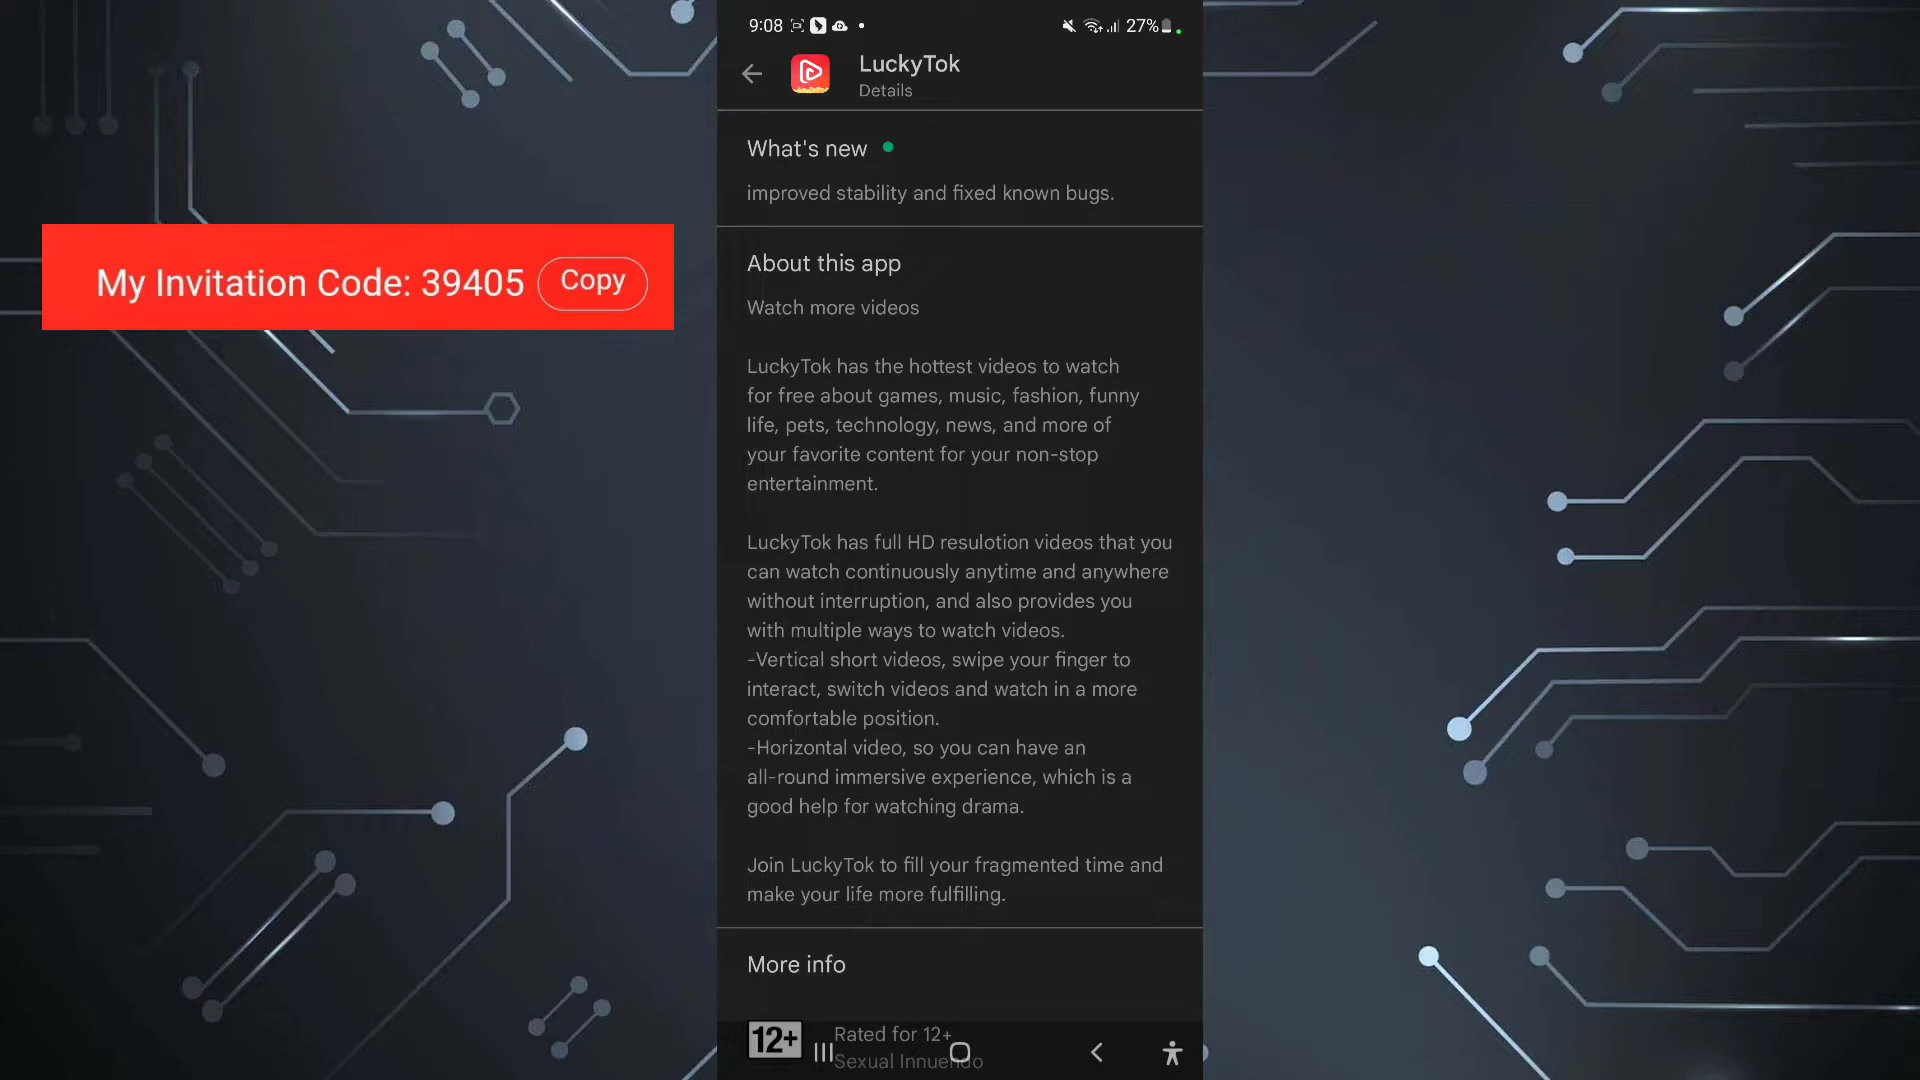 9:08
27%
LuckyTok
Details
What's new
improved stability and fixed known bugs.
My Invitation Code: 39405
Copy
About this app
Watch more videos
LuckyTok has the hottest videos to watch
for free about games, music, fashion, funny
life, pets, technology, news, and more of
your favorite content for your non-stop
entertainment.
LuckyTok has full HD resulotion videos that you
can watch continuously anytime and anywhere
without interruption, and also provides you
with multiple ways to watch videos.
-Vertical short videos, swipe your finger to
interact, switch videos and watch in a more
comfortable position.
-Horizontal video, so you can have an
all-round immersive experience, which is a
good help for watching drama.
Join LuckyTok to fill your fragmented time and
make your life more fulfilling.
More info
12+
Rated for 12+
Sexual Innuendo